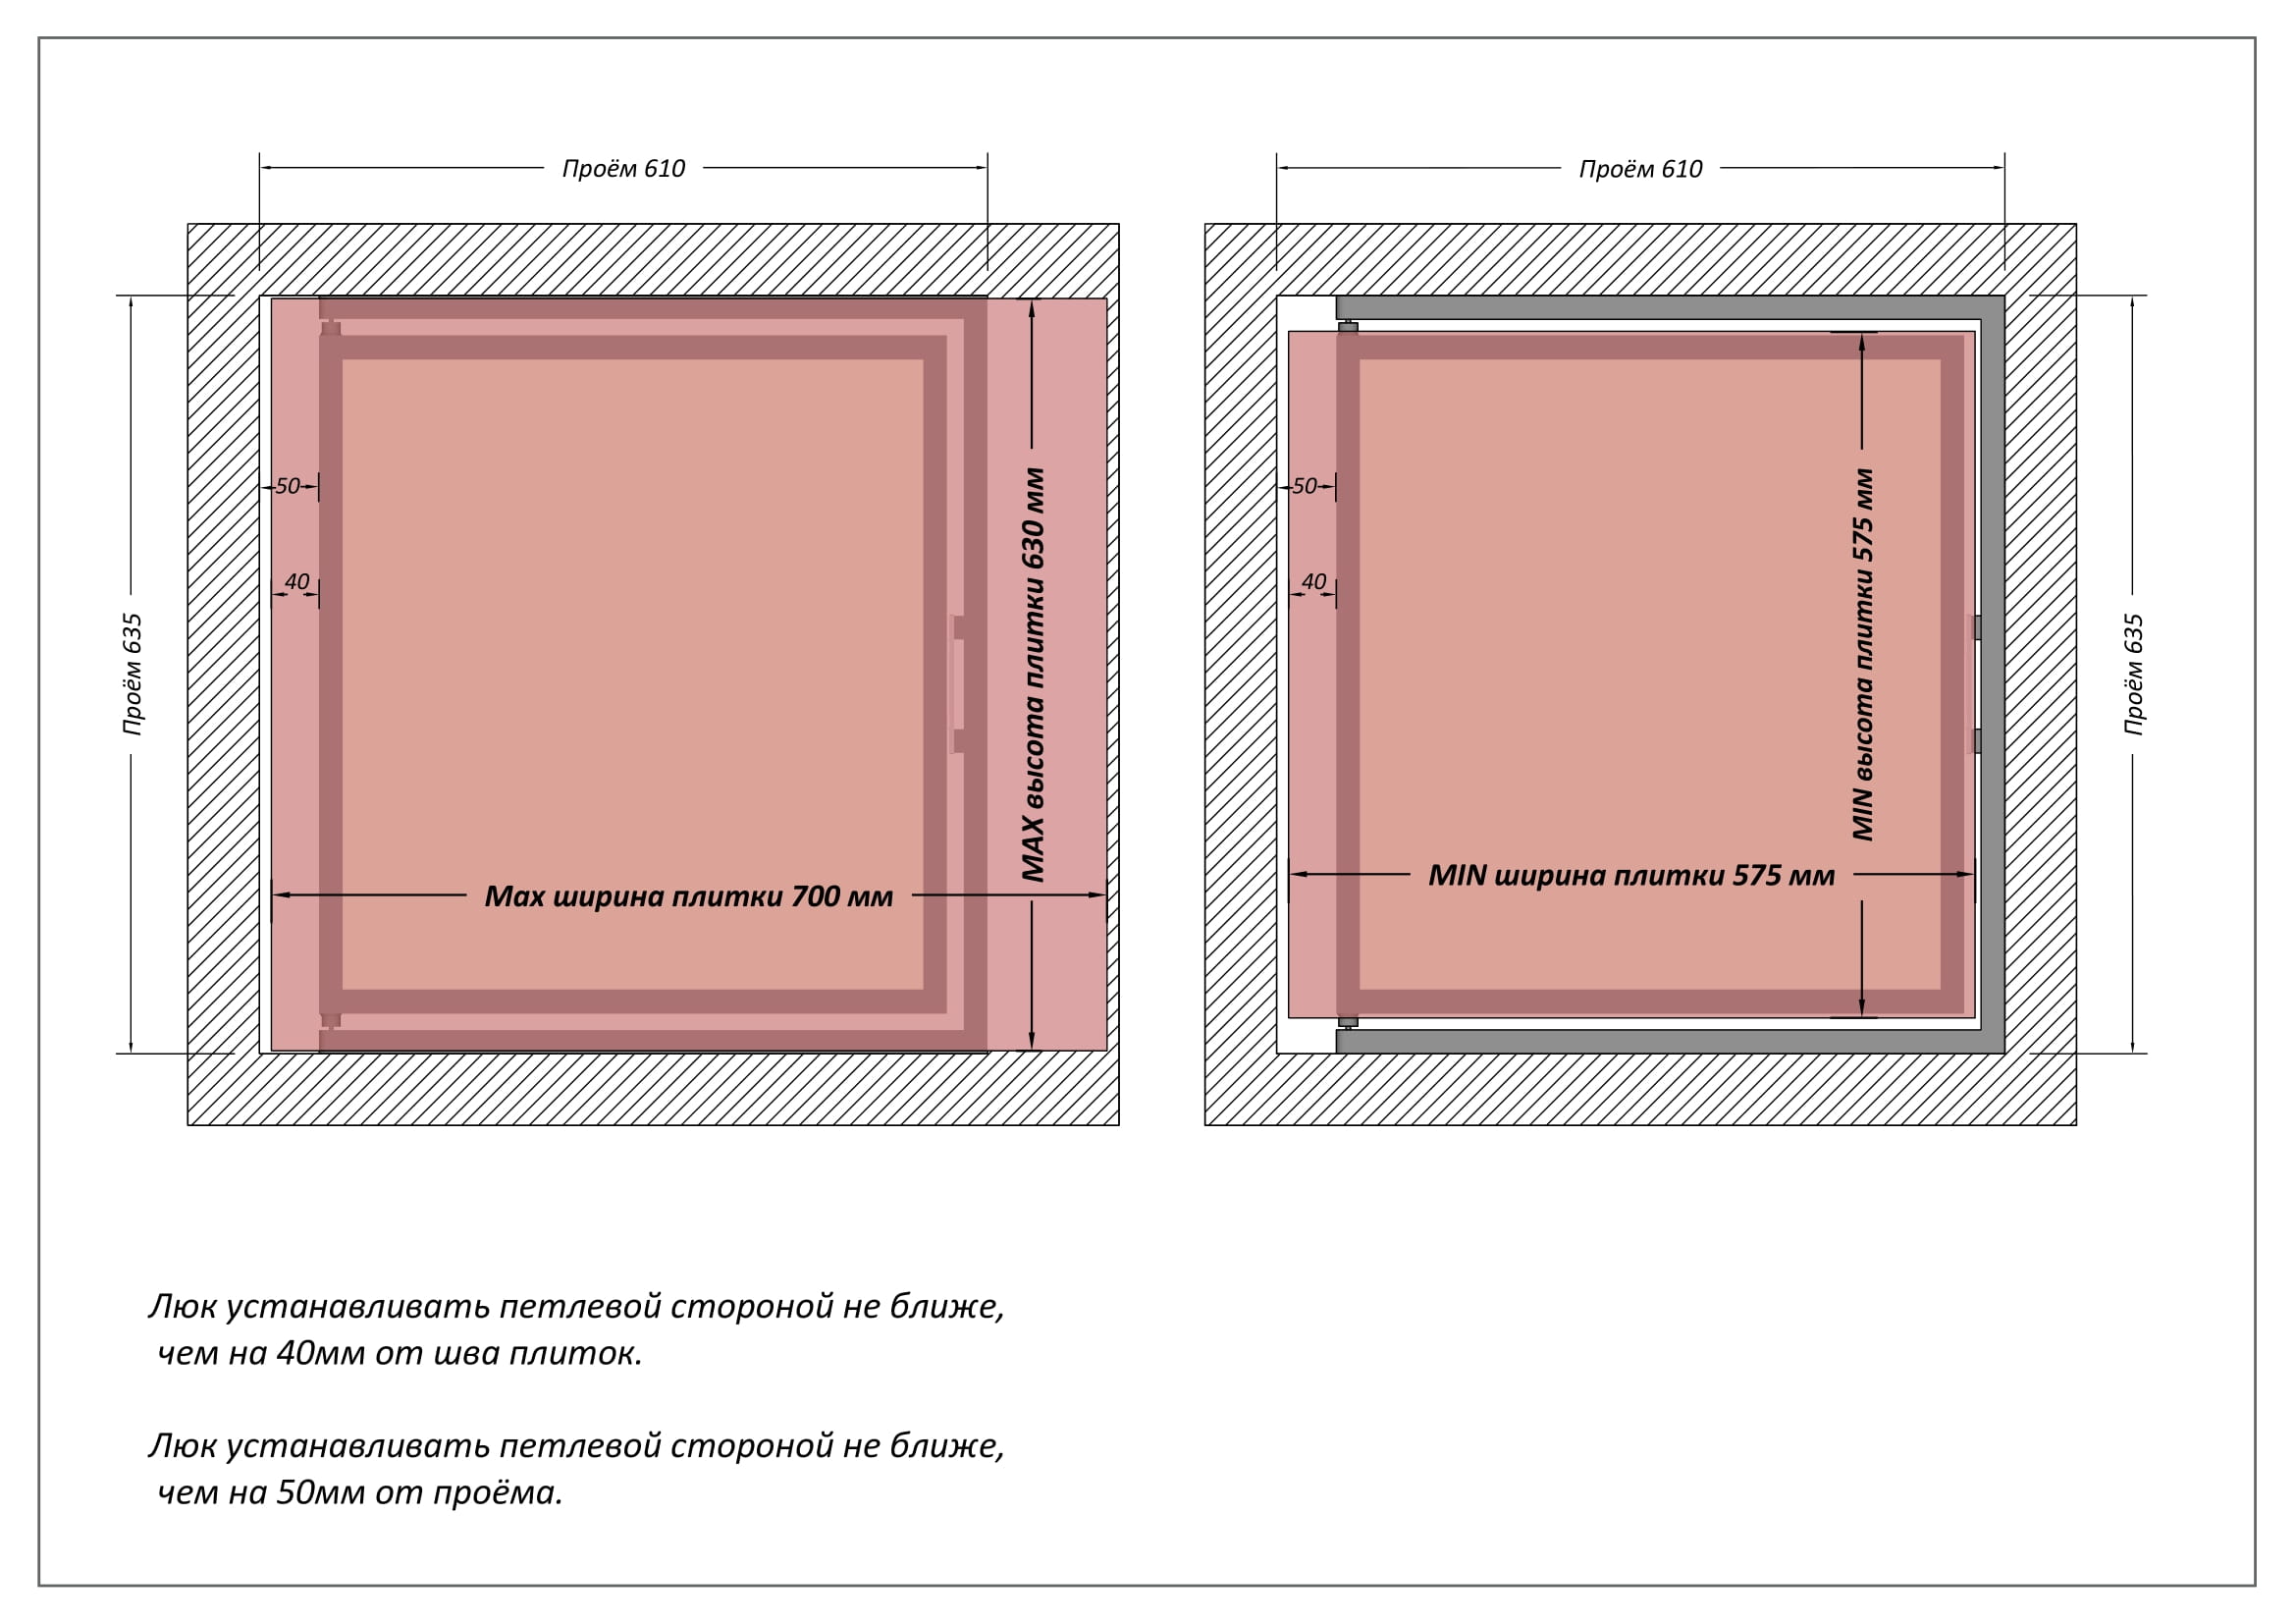 Проём 610
Проём 610
Проём 635
50
40
MAX высота плитки 630 мм
Max ширина плитки 700 мм
50
40
MIN высота плитки 575 мм
MIN ширина плитки 575 мм
Проём 635
Люк устанавливать петлевой стороной не ближе,
чем на 40мм от шва плиток.
Люк устанавливать петлевой стороной не ближе,
чем на 50мм от проёма.